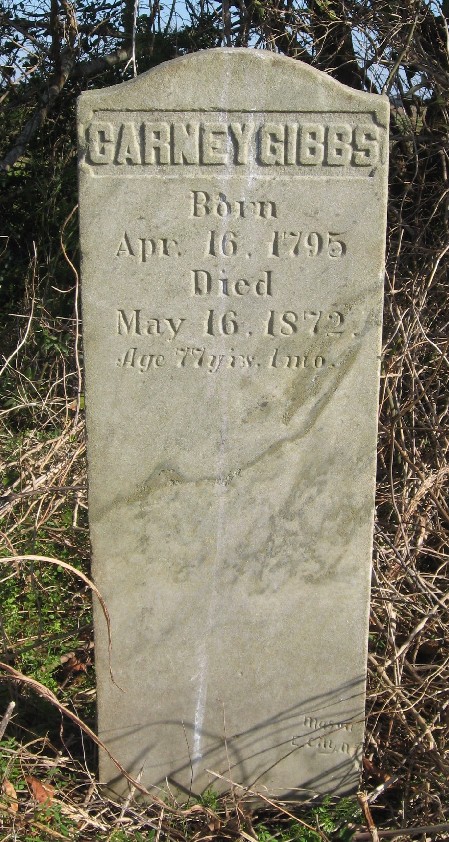 CARNEY GIBBS
Born
Apr. 16. 1795
Died
May 16. 1872.
Age 77 yrs. 1 mo.